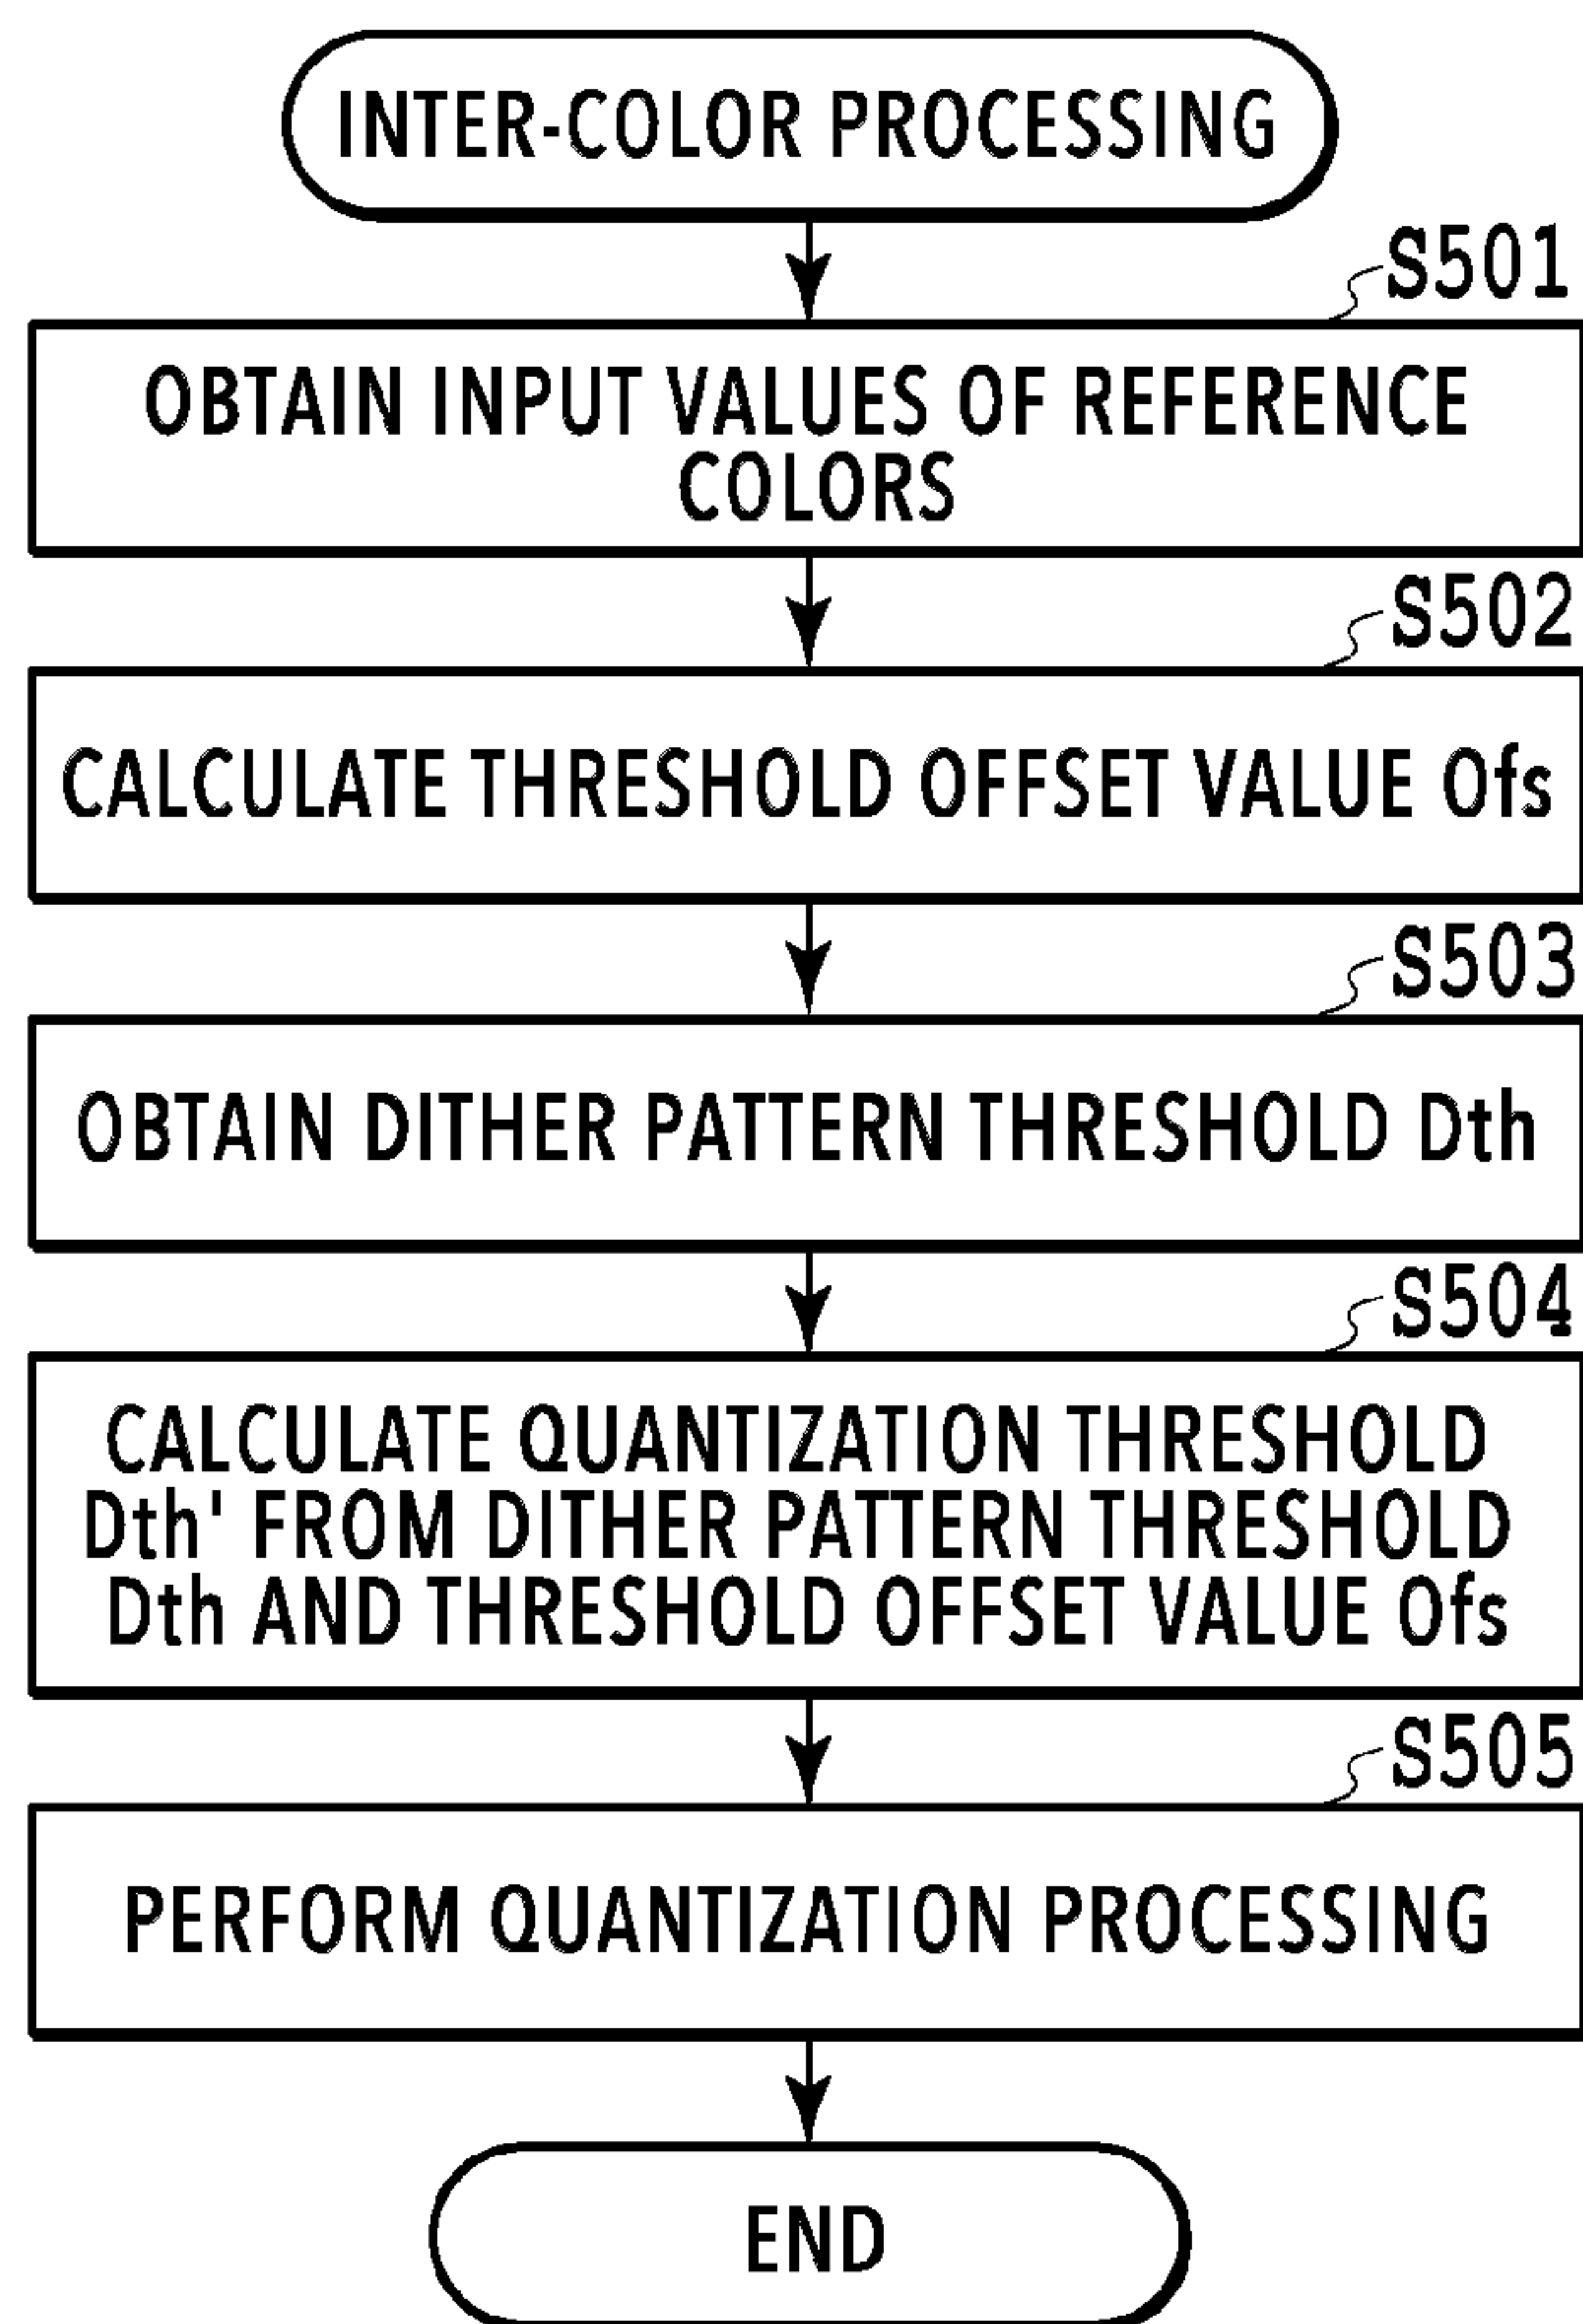 INTER-COLOR PROCESSING
S501
OBTAIN INPUT VALUES OF REFERENCE
COLORS
S502
CALCULATE THRESHOLD OFFSET VALUE Ofs
S503
OBTAIN DITHER PATTERN THRESHOLD Dth
S504
CALCULATE QUANTIZATION THRESHOLD
Dth' FROM DITHER PATTERN THRESHOLD
Dth AND THRESHOLD OFFSET VALUE Ofs
S505
PERFORM QUANTIZATION PROCESSING
END